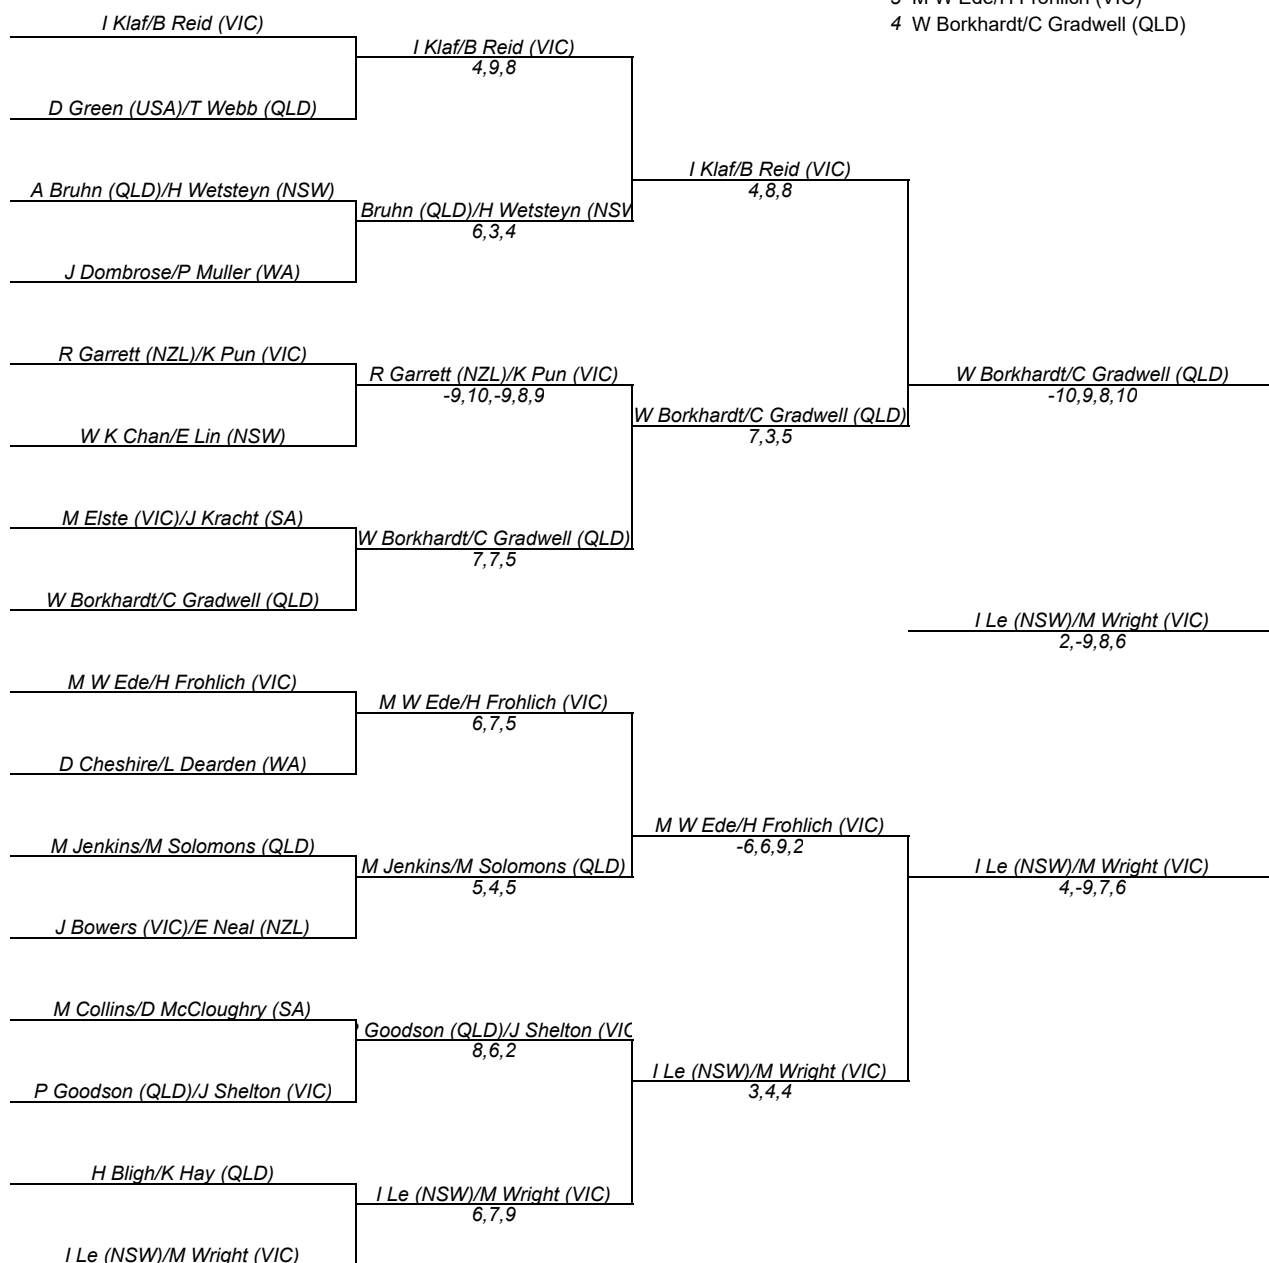 3 M W Ede/H Frohlich (VIC)
4 W Borkhardt/C Gradwell (QLD)
I Klaf/B Reid (VIC)
I Klaf/B Reid (VIC)
4,9,8
D Green (USA)/T Webb (QLD)
I Klaf/B Reid (VIC)
4,8,8
A Bruhn (QLD)/H Wetsteyn (NSW)
Bruhn (QLD)/H Wetsteyn (NSW
6,3,4
J Dombrose/P Muller (WA)
R Garrett (NZL)/K Pun (VIC)
R Garrett (NZL)/K Pun (VIC)
-9,10,-9,8,9
W Borkhardt/C Gradwell (QLD)
-10,9,8,10
W Borkhardt/C Gradwell (QLD)
7,3,5
W K Chan/E Lin (NSW)
M Elste (VIC)/J Kracht (SA)
W Borkhardt/C Gradwell (QLD)
7,7,5
W Borkhardt/C Gradwell (QLD)
I Le (NSW)/M Wright (VIC)
2,-9,8,6
M W Ede/H Frohlich (VIC)
M W Ede/H Frohlich (VIC)
6,7,5
D Cheshire/L Dearden (WA)
M W Ede/H Frohlich (VIC)
-6,6,9,2
M Jenkins/M Solomons (QLD)
M Jenkins/M Solomons (QLD)
5,4,5
I Le (NSW)/M Wright (VIC)
4,-9,7,6
J Bowers (VIC)/E Neal (NZL)
M Collins/D McCloughry (SA)
Goodson (QLD)/J Shelton (VIC
8,6,2
I Le (NSW)/M Wright (VIC)
3,4,4
P Goodson (QLD)/J Shelton (VIC)
H Bligh/K Hay (QLD)
I Le (NSW)/M Wright (VIC)
6,7,9
I Le (NSW)/M Wright (VIC)